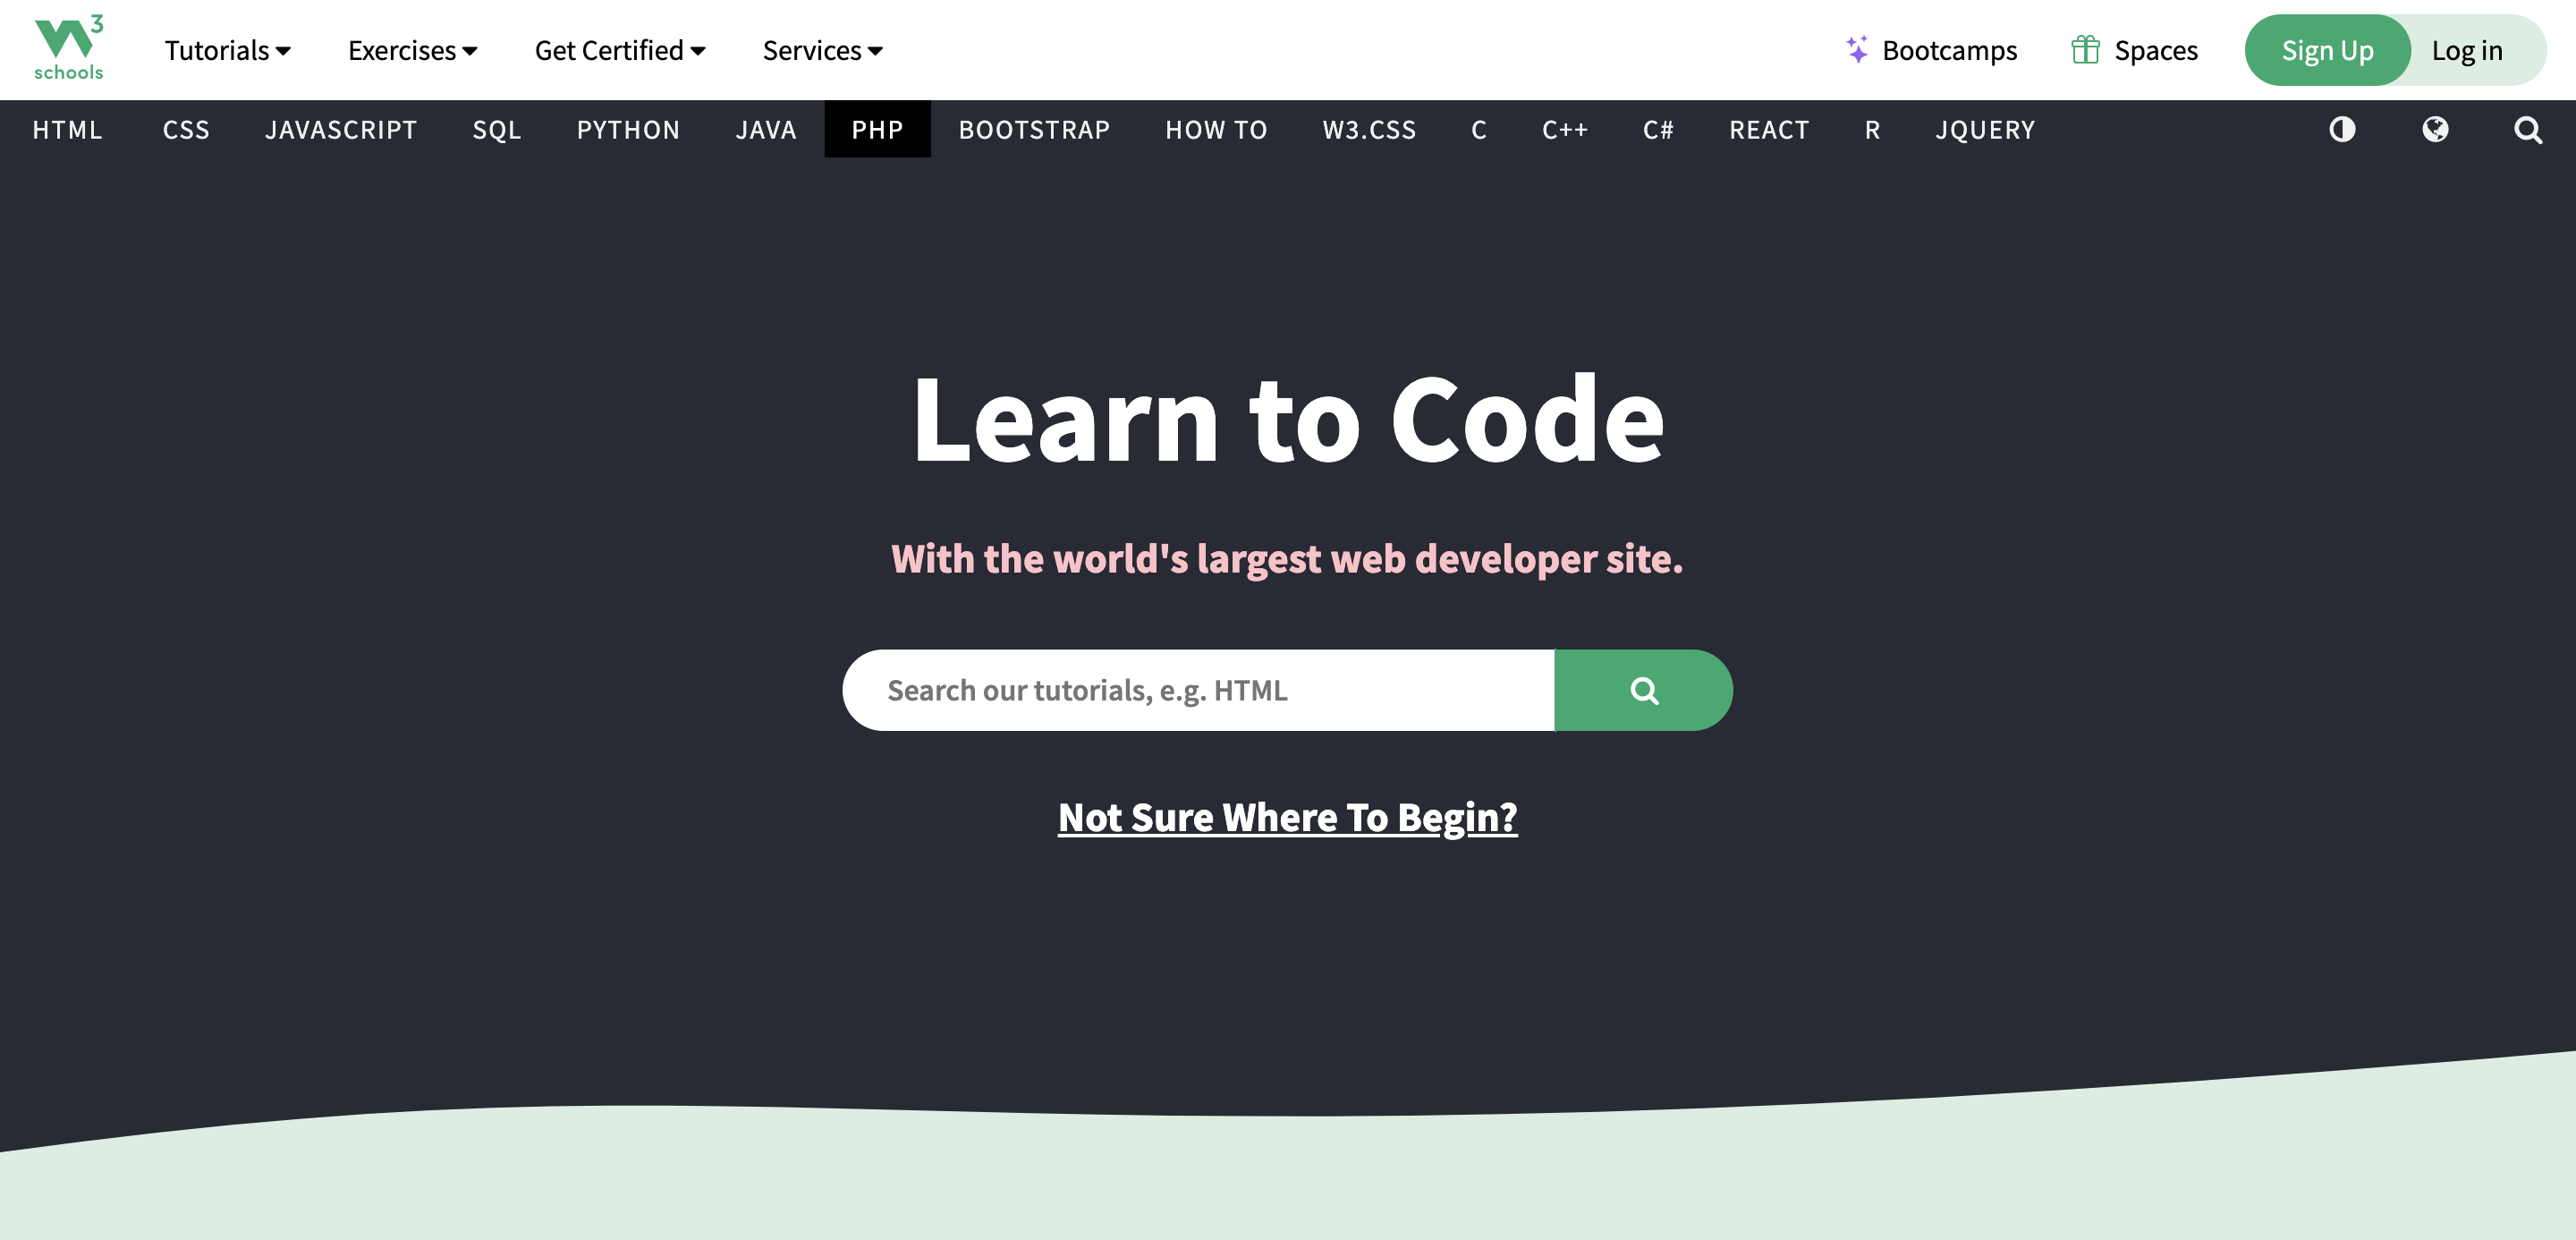 W3 schools
Tutorials Exercises Get Certified Services Bootcamps Spaces Sign Up Log in
HTML CSS JAVASCRIPT SQL PYTHON JAVA PHP BOOTSTRAP HOW TO W3.CSS C C++ C# REACT R JQUERY
Learn to Code
With the world's largest web developer site.
Search our tutorials, e.g. HTML
Not Sure Where To Begin?